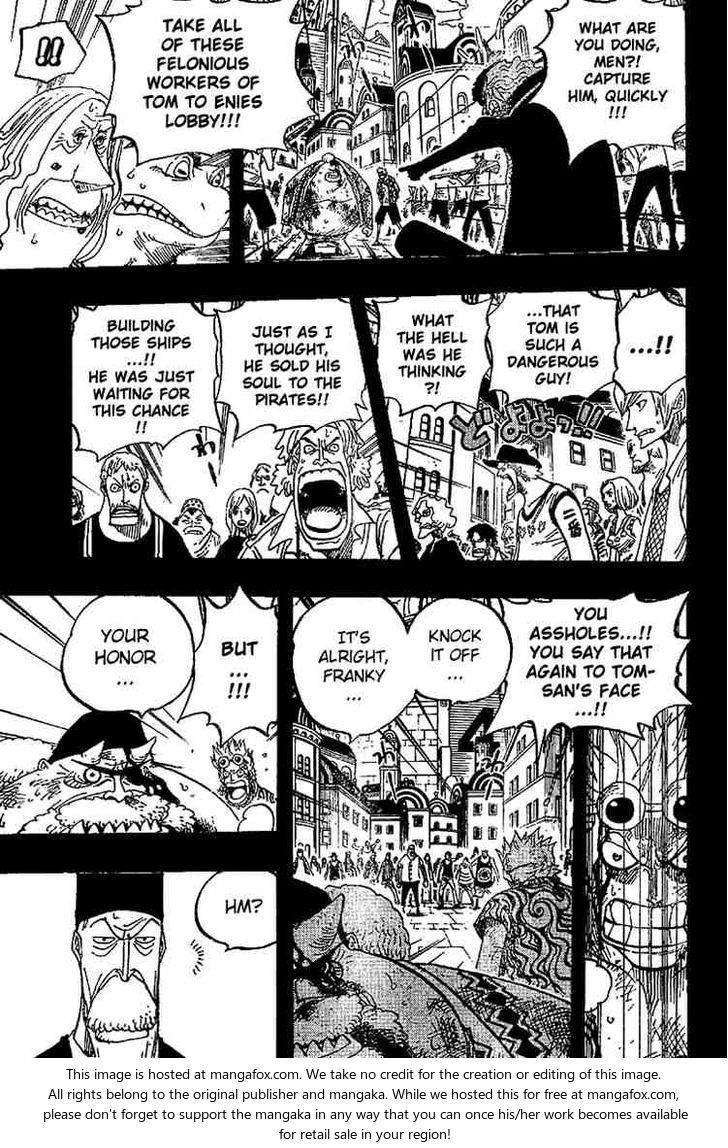 WHAT ARE
YOU DOING,
MEN?!
CAPTURE
HIM, QUICKLY
!!!
TAKE ALL
OF THESE
FELONIOUS
WORKERS OF
TOM TO ENIES
LOBBY!!!
!!
...!!
...THAT
TOM IS
SUCH A
DANGEROUS
GUY!
WHAT
THE HELL
WAS HE
THINKING
?!
どよよっ...!!
JUST AS I
THOUGHT,
HE SOLD HIS
SOUL TO THE
PIRATES!!
BUILDING
THOSE SHIPS
...!!
HE WAS JUST
WAITING FOR
THIS CHANCE
!!
YOU
ASSHOLES...!!
YOU SAY THAT
AGAIN TO TOM-
SAN'S FACE
...!!
KNOCK
IT OFF
...
IT'S
ALRIGHT,
FRANKY
...
BUT
...
!!!
YOUR
HONOR
...
HM?
This image is hosted at mangafox.com. We take no credit for the creation or editing of this image.
All rights belong to the original publisher and mangaka. While we hosted this for free at mangafox.com,
please don't forget to support the mangaka in any way that you can once his/her work becomes available
for retail sale in your region!